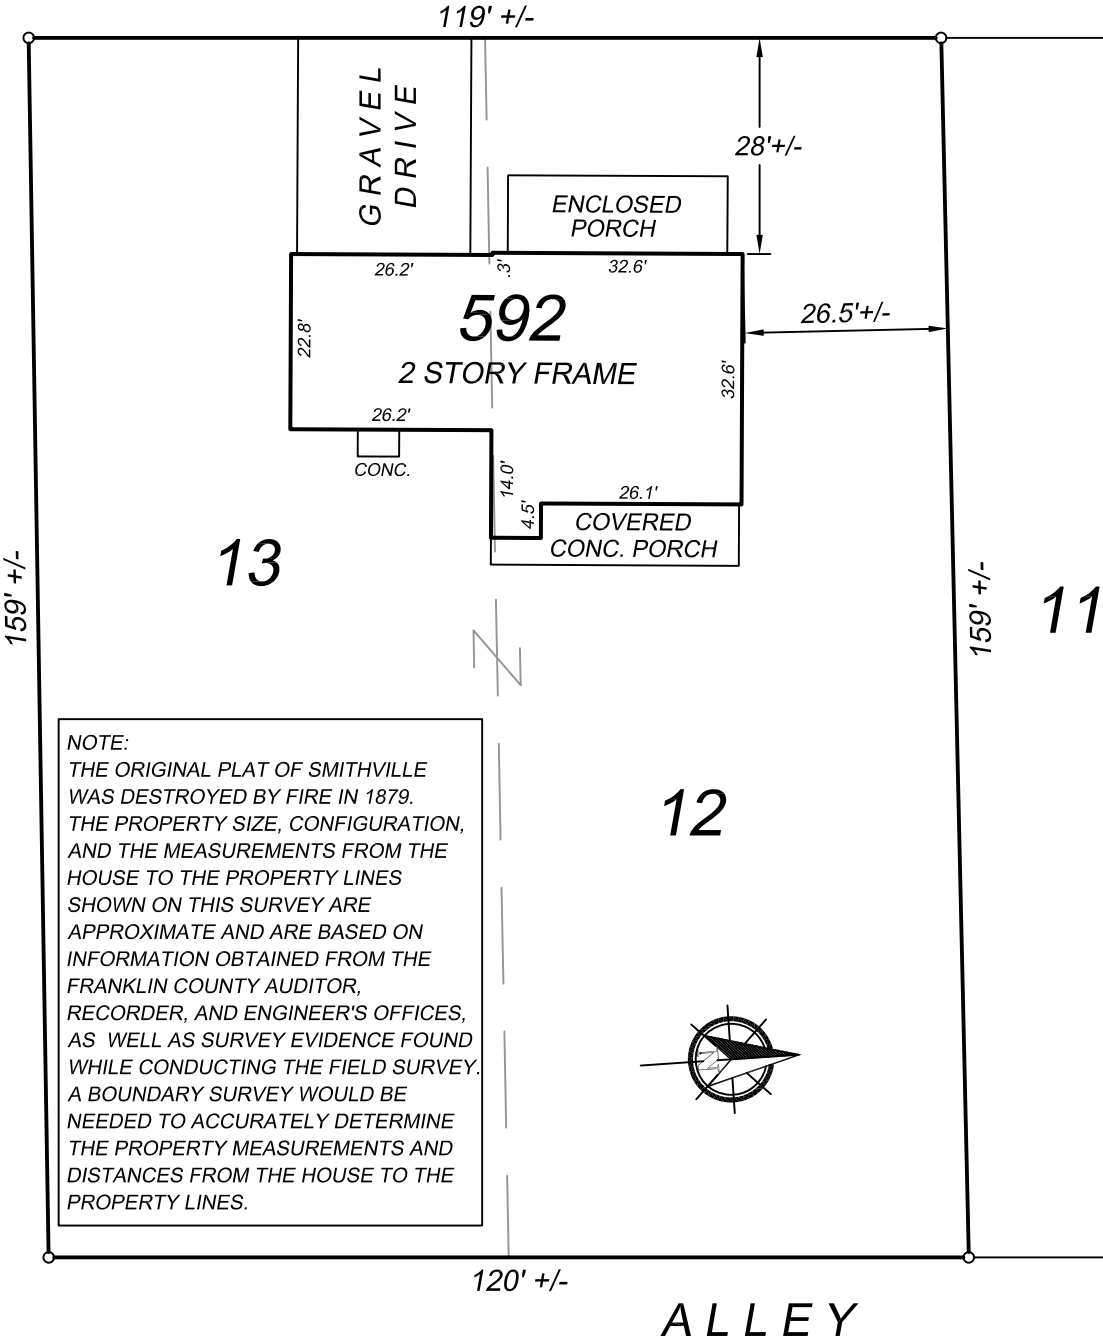 119' +/-
GRAVEL
DRIVE
28'+/-
ENCLOSED
PORCH
26.2'
.3'
32.6'
592
26.5'+/-
22.8'
2 STORY FRAME
32.6'
26.2'
CONC.
14.0'
26.1'
4.5'
COVERED
CONC. PORCH
13
159' +/-
159' +/-
11
NOTE:
THE ORIGINAL PLAT OF SMITHVILLE
WAS DESTROYED BY FIRE IN 1879.
THE PROPERTY SIZE, CONFIGURATION,
AND THE MEASUREMENTS FROM THE
HOUSE TO THE PROPERTY LINES
SHOWN ON THIS SURVEY ARE
APPROXIMATE AND ARE BASED ON
INFORMATION OBTAINED FROM THE
FRANKLIN COUNTY AUDITOR,
RECORDER, AND ENGINEER'S OFFICES,
AS WELL AS SURVEY EVIDENCE FOUND
WHILE CONDUCTING THE FIELD SURVEY.
A BOUNDARY SURVEY WOULD BE
NEEDED TO ACCURATELY DETERMINE
THE PROPERTY MEASUREMENTS AND
DISTANCES FROM THE HOUSE TO THE
PROPERTY LINES.
12
N
120' +/-
ALLEY